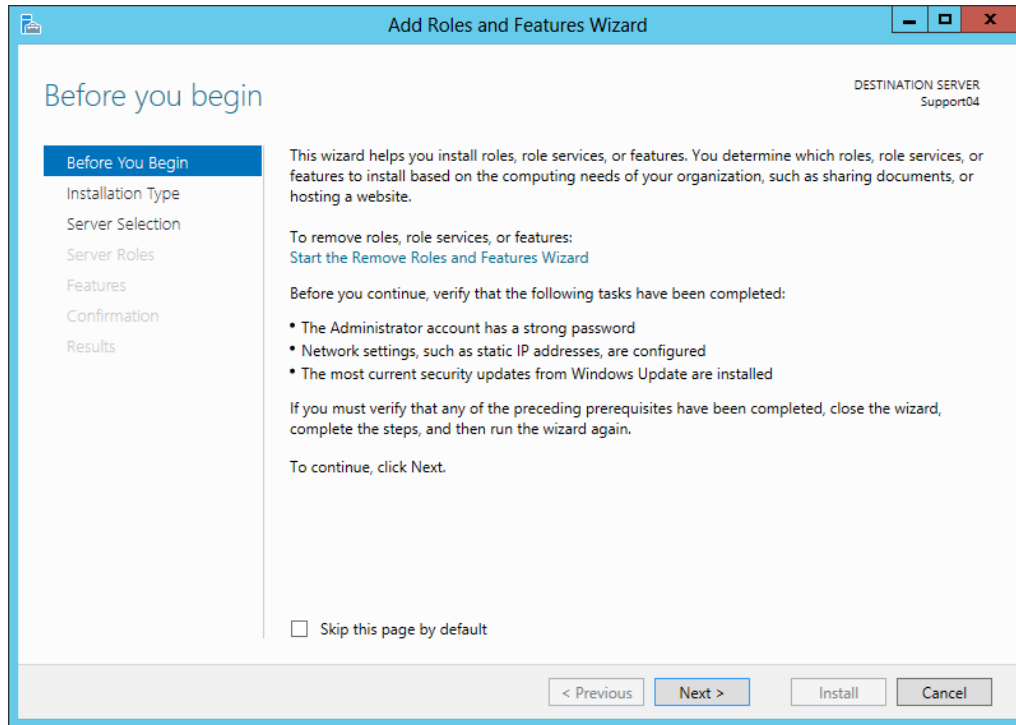 Add Roles and Features Wizard
Before you begin
DESTINATION SERVER
Support04
Before You Begin
Installation Type
Server Selection
Server Roles
Features
Confirmation
Results
This wizard helps you install roles, role services, or features. You determine which roles, role services, or
features to install based on the computing needs of your organization, such as sharing documents, or
hosting a website.
To remove roles, role services, or features:
Start the Remove Roles and Features Wizard
Before you continue, verify that the following tasks have been completed:
• The Administrator account has a strong password
• Network settings, such as static IP addresses, are configured
• The most current security updates from Windows Update are installed
If you must verify that any of the preceding prerequisites have been completed, close the wizard,
complete the steps, and then run the wizard again.
To continue, click Next.
Skip this page by default
< Previous
Next >
Install
Cancel